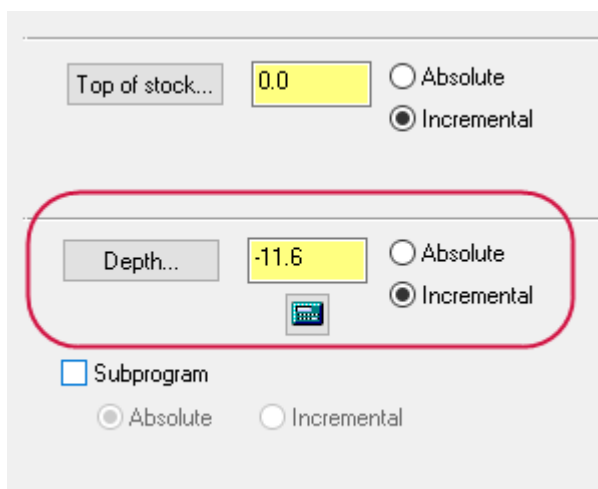 Top of stock... 0.0 Absolute
Incremental
Depth... -11.6 Absolute
Incremental
Subprogram
Absolute Incremental